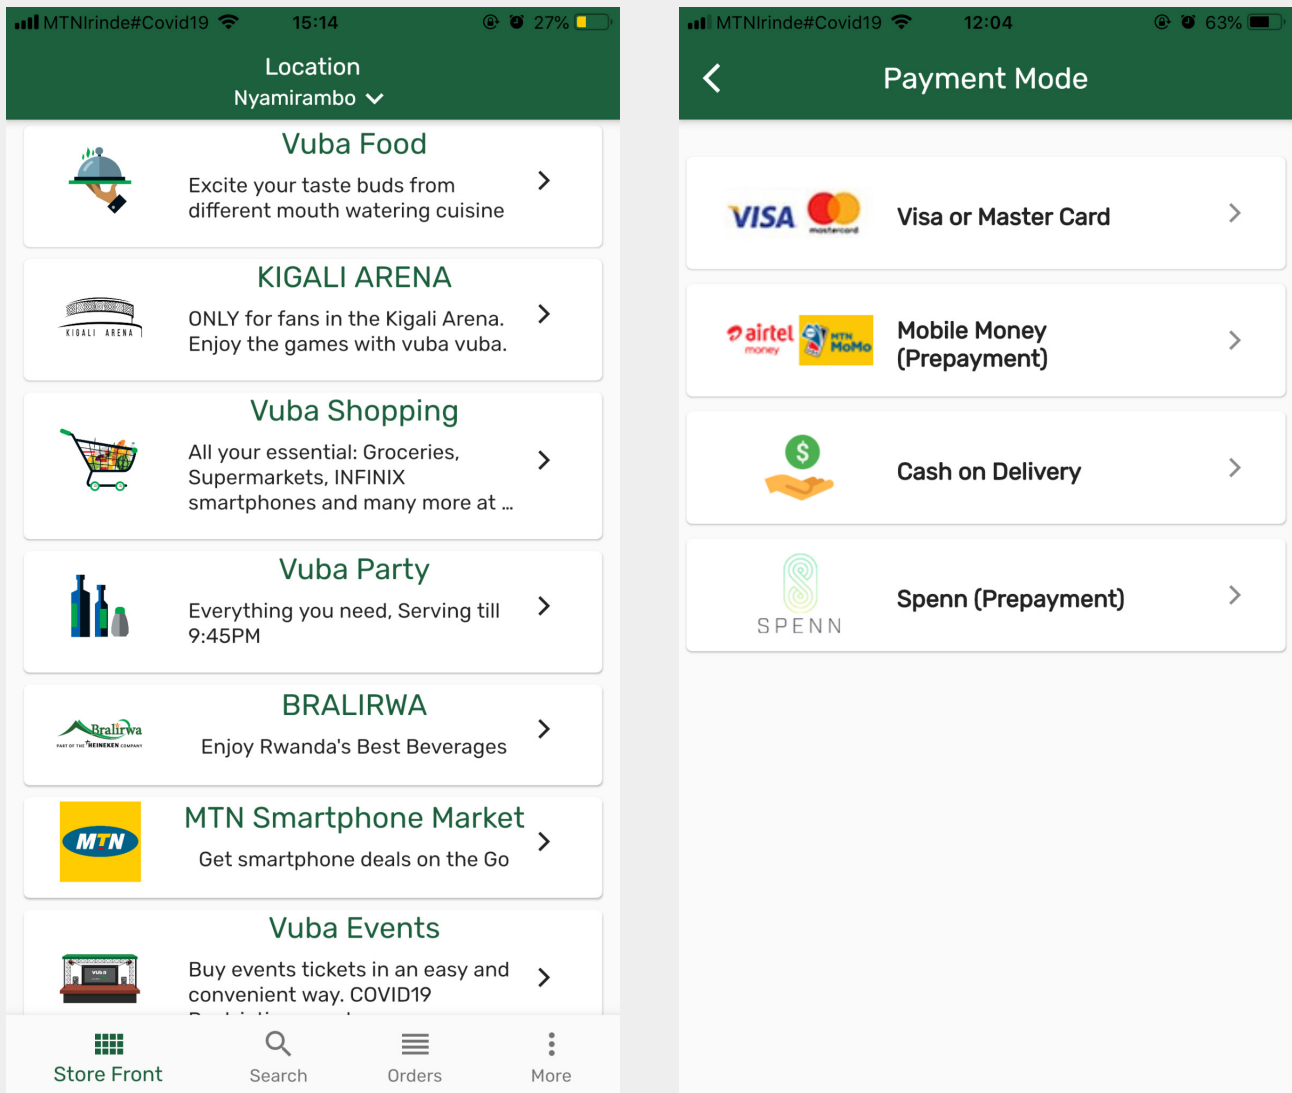 MTNIrinde#Covid19
15:14
27%
Location
Nyamirambo
Vuba Food
Excite your taste buds from
different mouth watering cuisine
KIGALI ARENA
KIGALI ARENA
ONLY for fans in the Kigali Arena.
Enjoy the games with vuba vuba.
Vuba Shopping
All your essential: Groceries,
Supermarkets, INFINIX
smartphones and many more at ...
Vuba Party
Everything you need, Serving till
9:45PM
BRALIRWA
Bralirwa
PART OF THE HEINEKEN COMPANY
Enjoy Rwanda's Best Beverages
MTN Smartphone Market
MTN
Get smartphone deals on the Go
Vuba Events
Buy events tickets in an easy and
convenient way. COVID19
Store Front
Search
Orders
More
MTNIrinde#Covid19
12:04
63%
Payment Mode
VISA
mastercard
Visa or Master Card
airtel
money
MTN
MoMo
Mobile Money
(Prepayment)
$
Cash on Delivery
SPENN
Spenn (Prepayment)